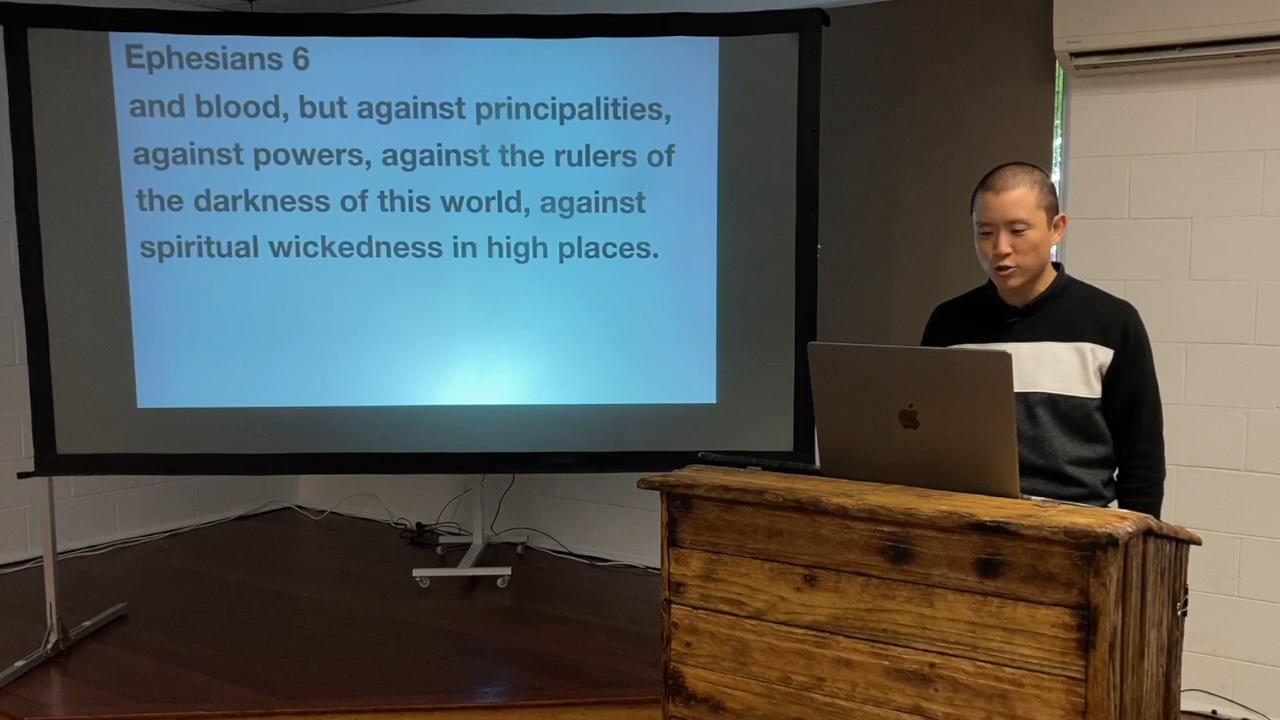 Ephesians 6
and blood, but against principalities,
against powers, against the rulers of
the darkness of this world, against
spiritual wickedness in high places.